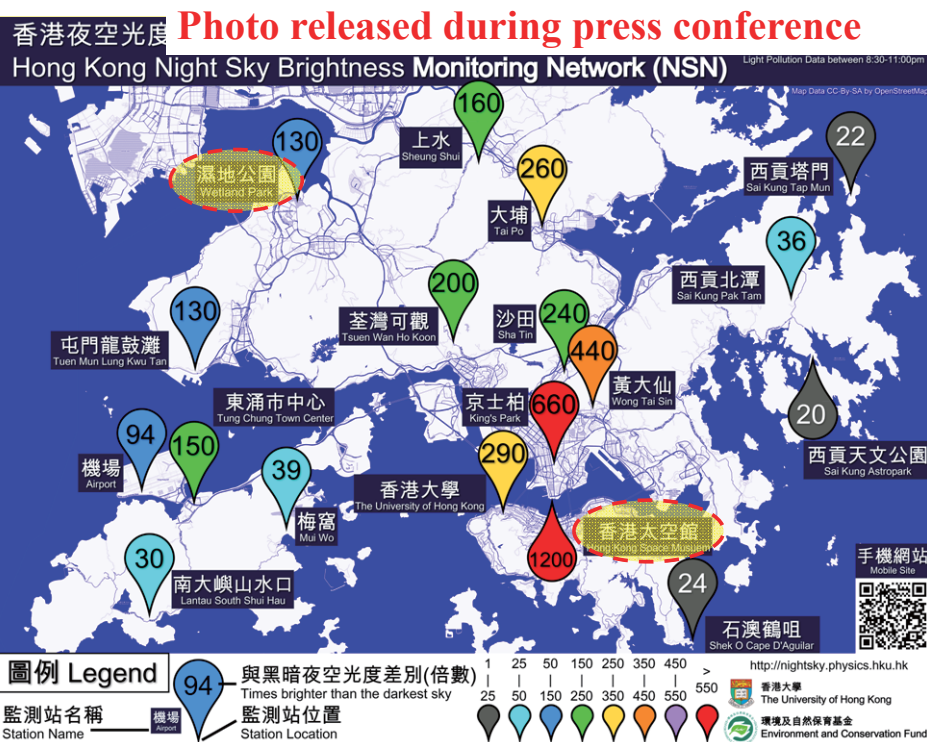 Photo released during press conference
香港夜空光度
Hong Kong Night Sky Brightness Monitoring Network (NSN)
Light Pollution Data between 8:30-11:00pm
Map Data CC-By-SA by OpenStreetMap
160
上水
Sheung Shui
130
濕地公園
Wetland Park
260
大埔
Tai Po
22
西貢塔門
Sai Kung Tap Mun
36
西貢北潭
Sai Kung Pak Tam
130
屯門龍鼓灘
Tuen Mun Lung Kwu Tan
200
荃灣可觀
Tsuen Wan Ho Koon
240
沙田
Sha Tin
440
黃大仙
Wong Tai Sin
東涌市中心
Tung Chung Town Center
京士柏
King's Park
660
20
西貢天文公園
Sai Kung Astropark
94
機場
Airport
150
39
梅窩
Mui Wo
290
香港大學
The University of Hong Kong
香港太空館
Hong Kong Space Musuem
1200
30
南大嶼山水口
Lantau South Shui Hau
24
石澳鶴咀
Shek O Cape D'Aguilar
手機網站
Mobile Site
圖例 Legend
監測站名稱
Station Name
機場
Airport
94
與黑暗夜空光度差別(倍數)
Times brighter than the darkest sky
監測站位置
Station Location
1 25 50 150 250 350 450 >
25 50 150 250 350 450 550 550
http://nightsky.physics.hku.hk
香港大學
The University of Hong Kong
環境及自然保育基金
Environment and Conservation Fund